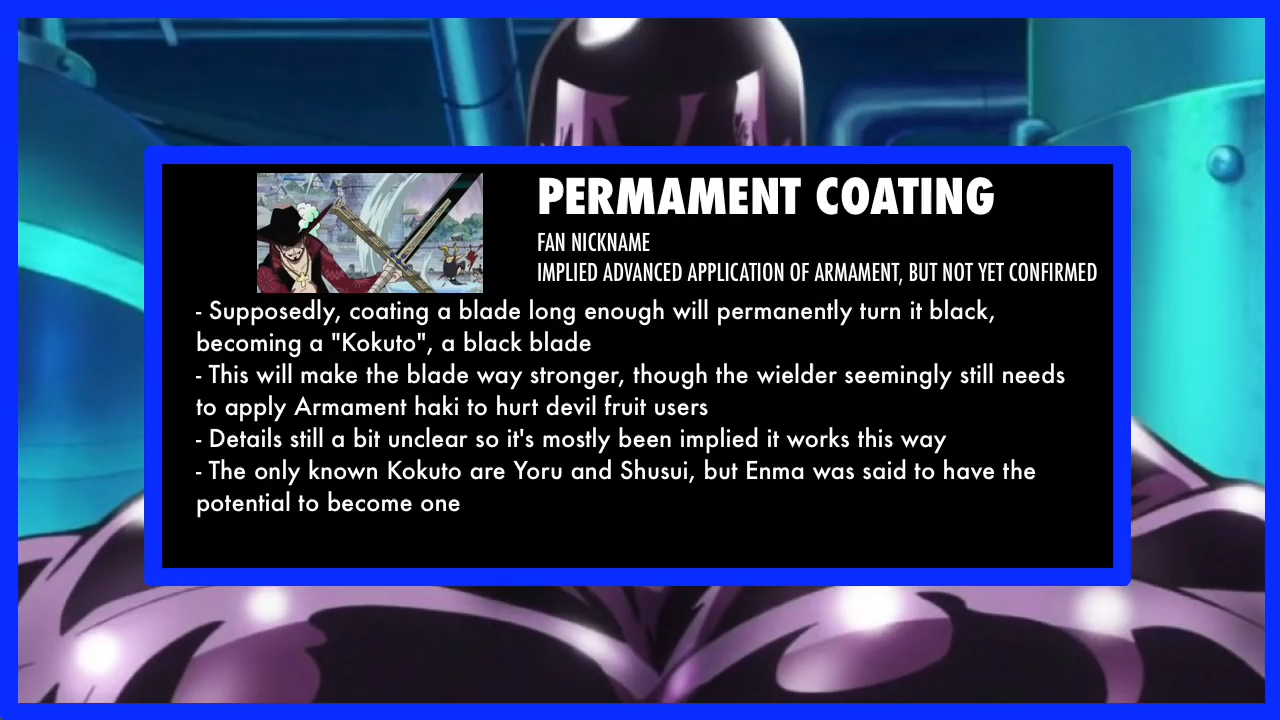 PERMAMENT COATING
FAN NICKNAME
IMPLIED ADVANCED APPLICATION OF ARMAMENT, BUT NOT YET CONFIRMED
- Supposedly, coating a blade long enough will permanently turn it black,
becoming a "Kokuto", a black blade
- This will make the blade way stronger, though the wielder seemingly still needs
to apply Armament haki to hurt devil fruit users
- Details still a bit unclear so it's mostly been implied it works this way
- The only known Kokuto are Yoru and Shusui, but Enma was said to have the
potential to become one